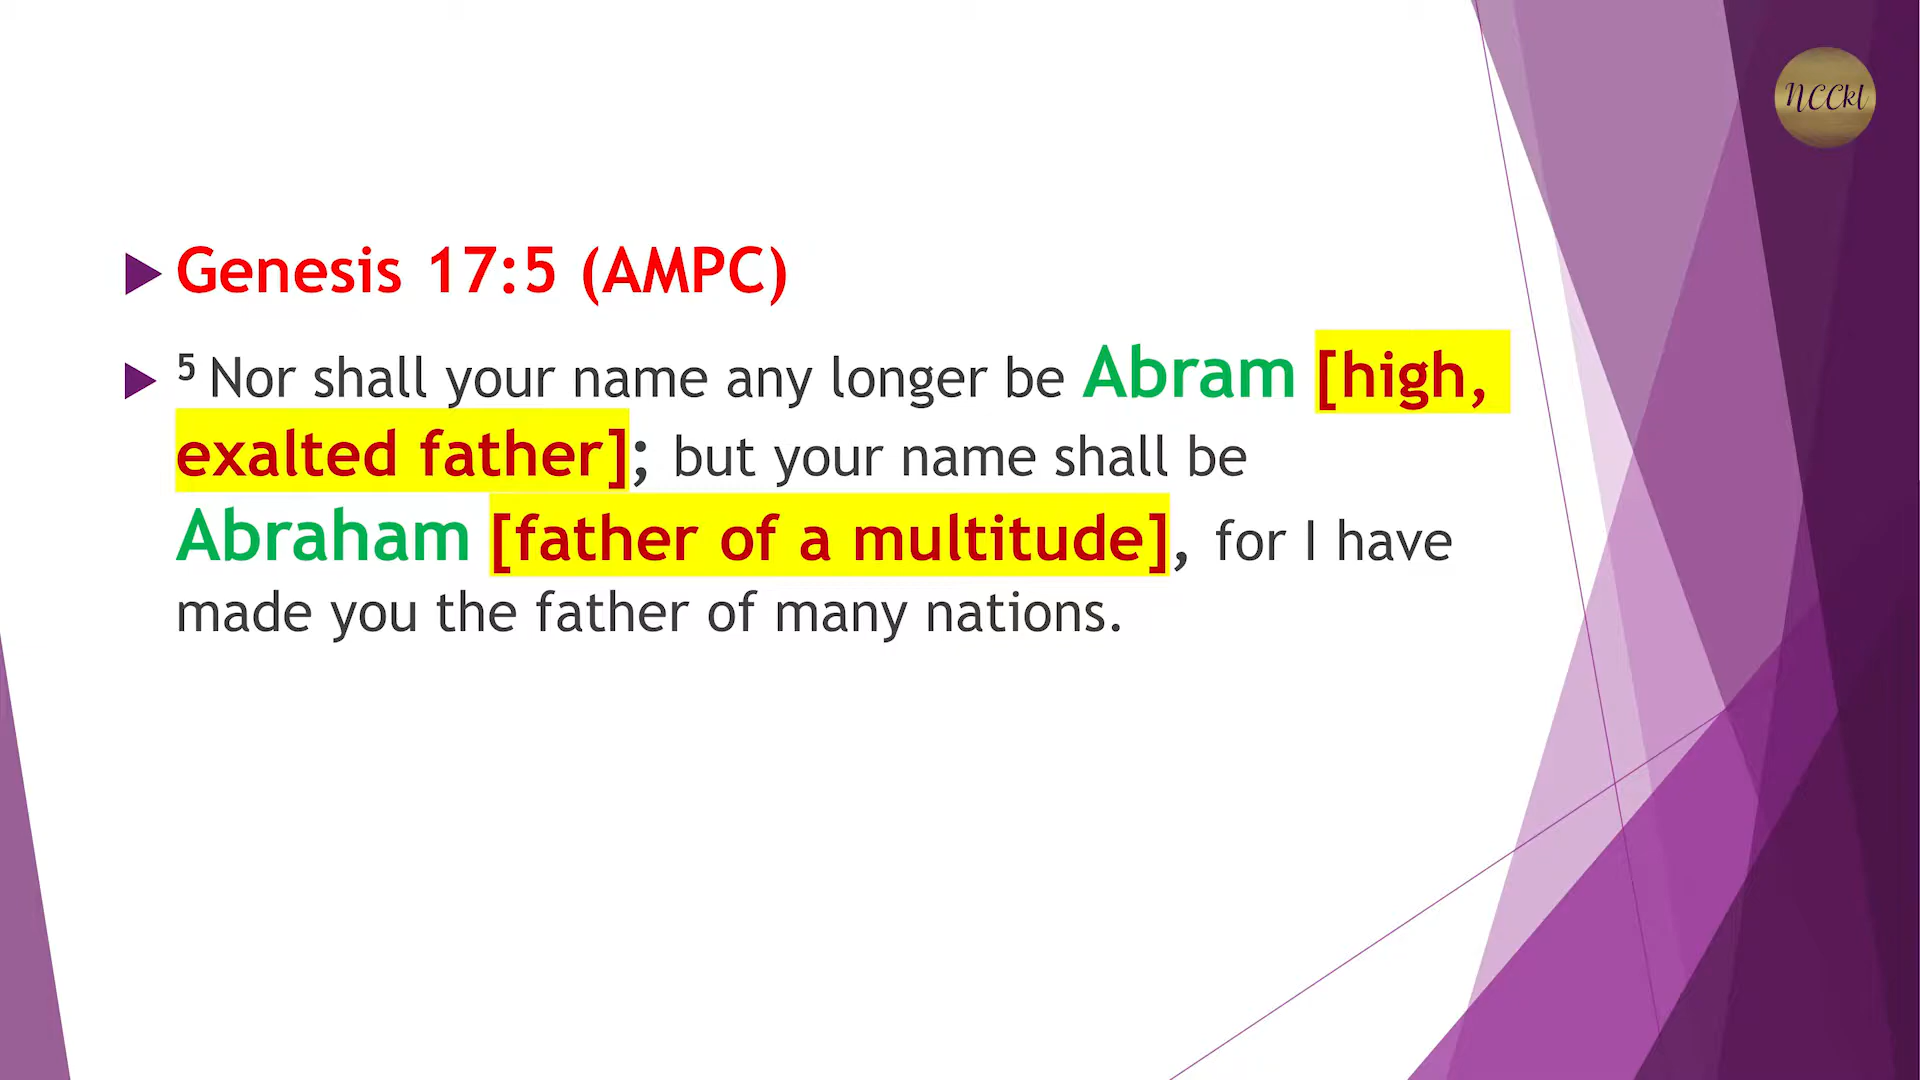 NCCkl
Genesis 17:5 (AMPC)
5 Nor shall your name any longer be Abram [high,
exalted father]; but your name shall be
Abraham [father of a multitude], for I have
made you the father of many nations.